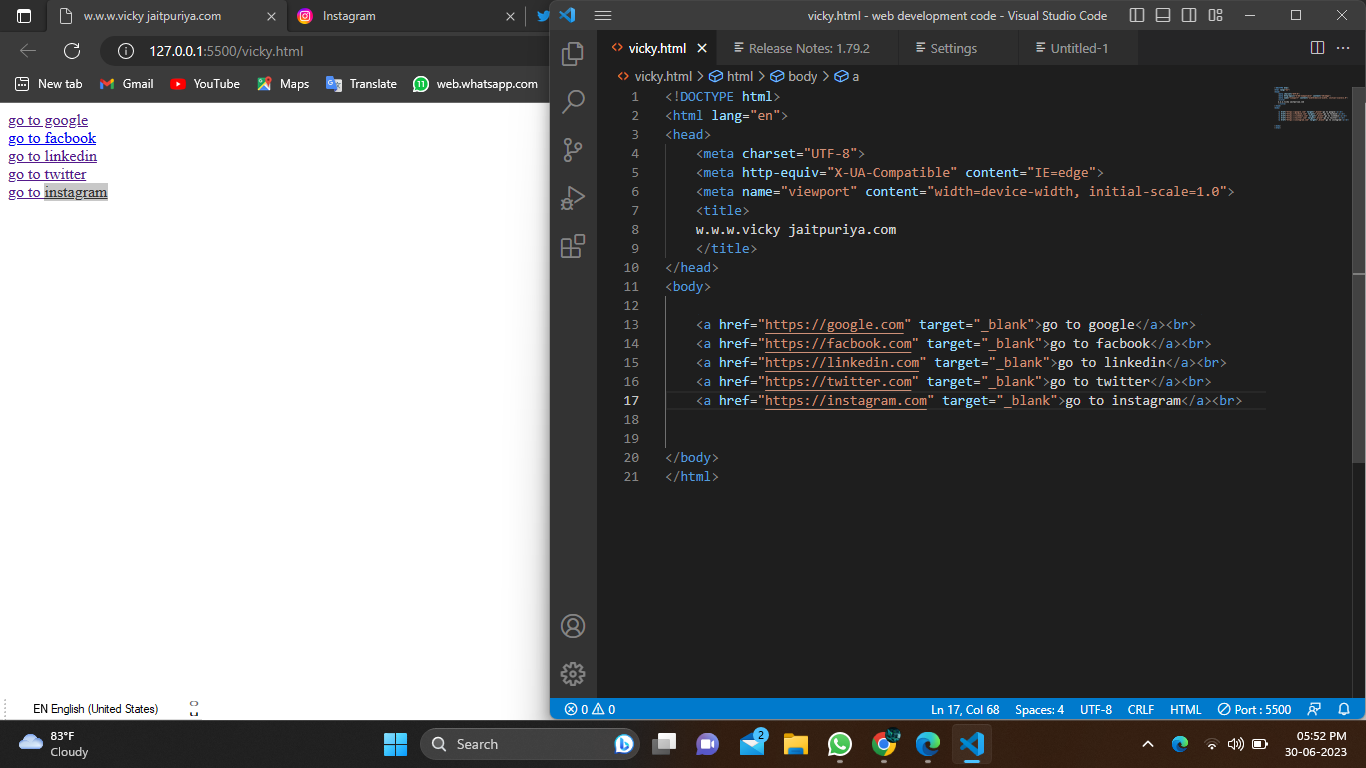 w.w.w.vicky jaitpuriya.com
Instagram
127.0.0.1:5500/vicky.html
New tab
Gmail
YouTube
Maps
Translate
11
web.whatsapp.com
go to google
go to facbook
go to linkedin
go to twitter
go to instagram
EN English (United States)
vicky.html - web development code - Visual Studio Code
vicky.html
Release Notes: 1.79.2
Settings
Untitled-1
vicky.html > html > body > a
1 <!DOCTYPE html>
2 <html lang="en">
3 <head>
4 <meta charset="UTF-8">
5 <meta http-equiv="X-UA-Compatible" content="IE=edge">
6 <meta name="viewport" content="width=device-width, initial-scale=1.0">
7 <title>
8 w.w.w.vicky jaitpuriya.com
9 </title>
10 </head>
11 <body>
12
13 <a href="https://google.com" target="_blank">go to google</a><br>
14 <a href="https://facbook.com" target="_blank">go to facbook</a><br>
15 <a href="https://linkedin.com" target="_blank">go to linkedin</a><br>
16 <a href="https://twitter.com" target="_blank">go to twitter</a><br>
17 <a href="https://instagram.com" target="_blank">go to instagram</a><br>
18
19
20 </body>
21 </html>
0 0
Ln 17, Col 68
Spaces: 4
UTF-8
CRLF
HTML
Port : 5500
83°F
Cloudy
Search
2
05:52 PM
30-06-2023